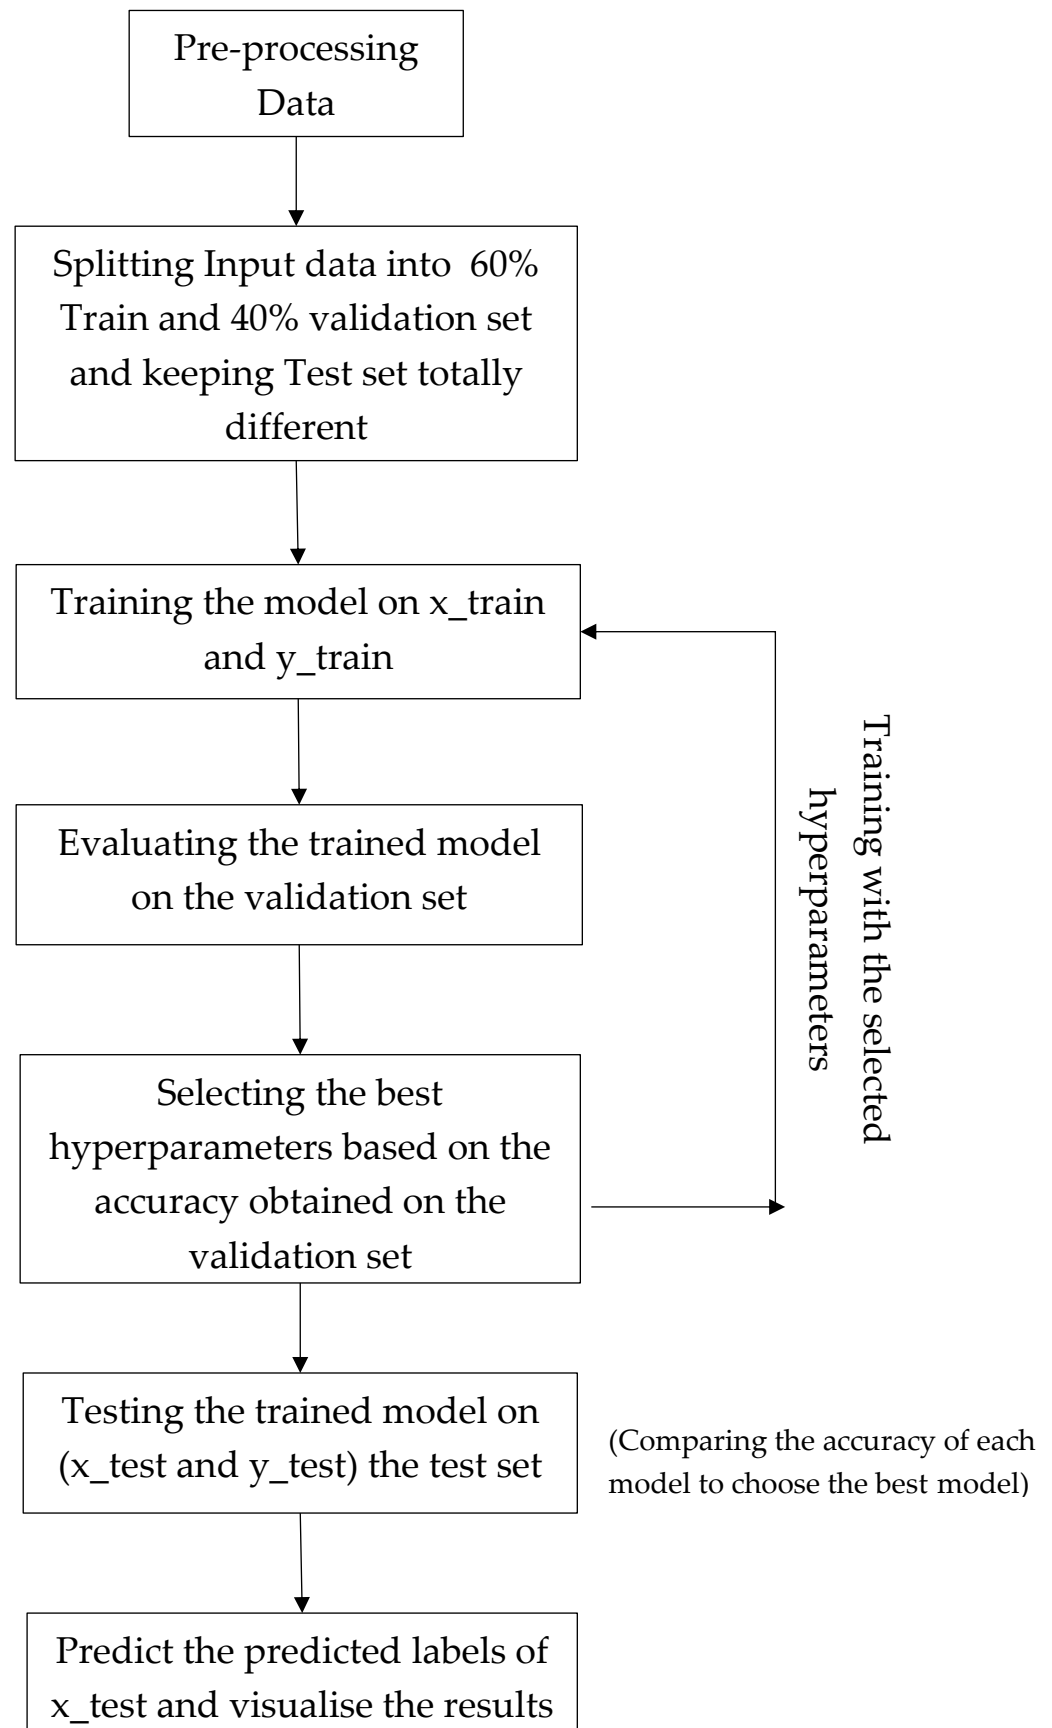 Pre-processing
Data
Splitting Input data into  60%
Train and 40% validation set
and keeping Test set totally
different
Training the model on x_train
and y_train
Training with the selected
hyperparameters
Evaluating the trained model
on the validation set
Selecting the best
hyperparameters based on the
accuracy obtained on the
validation set
Testing the trained model on
(x_test and y_test) the test set
(Comparing the accuracy of each
model to choose the best model)
Predict the predicted labels of
x_test and visualise the results